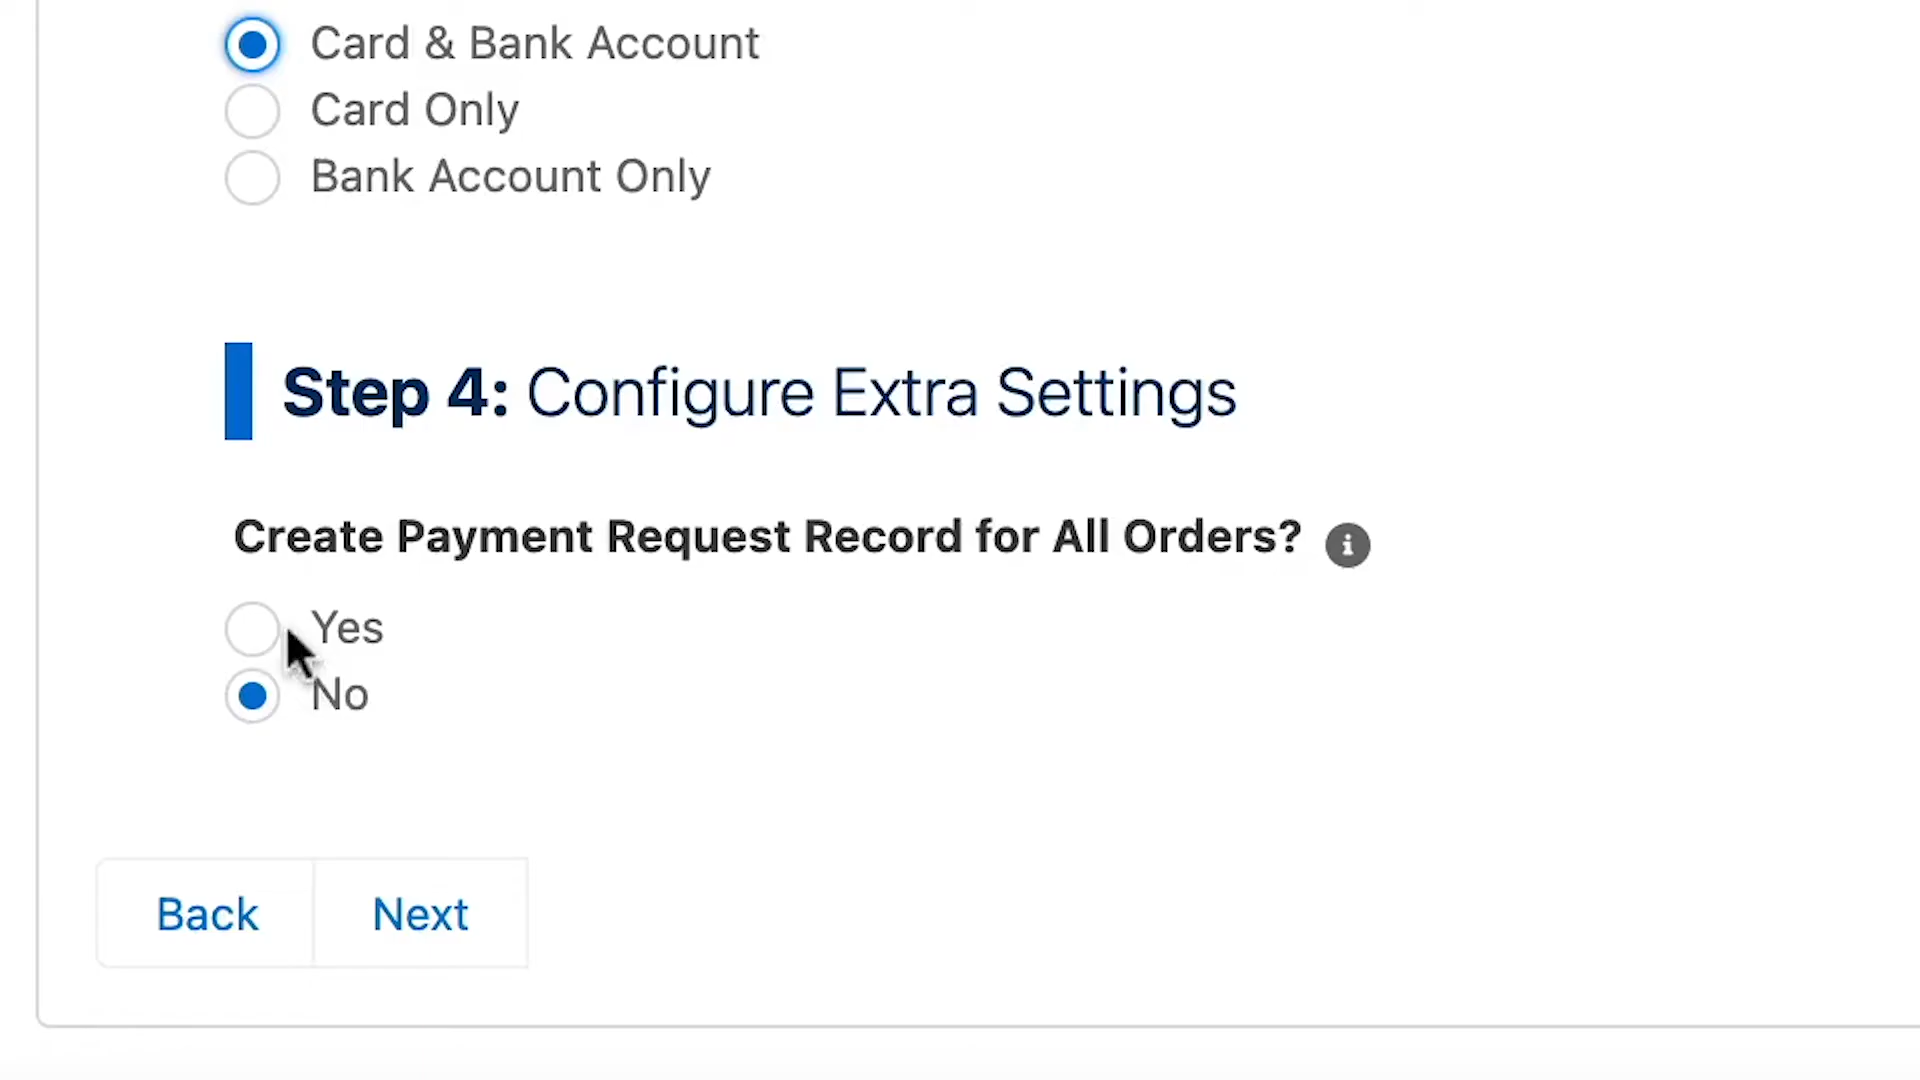 Card & Bank Account
Card Only
Bank Account Only
Step 4: Configure Extra Settings
Create Payment Request Record for All Orders?
Yes
No
Back
Next